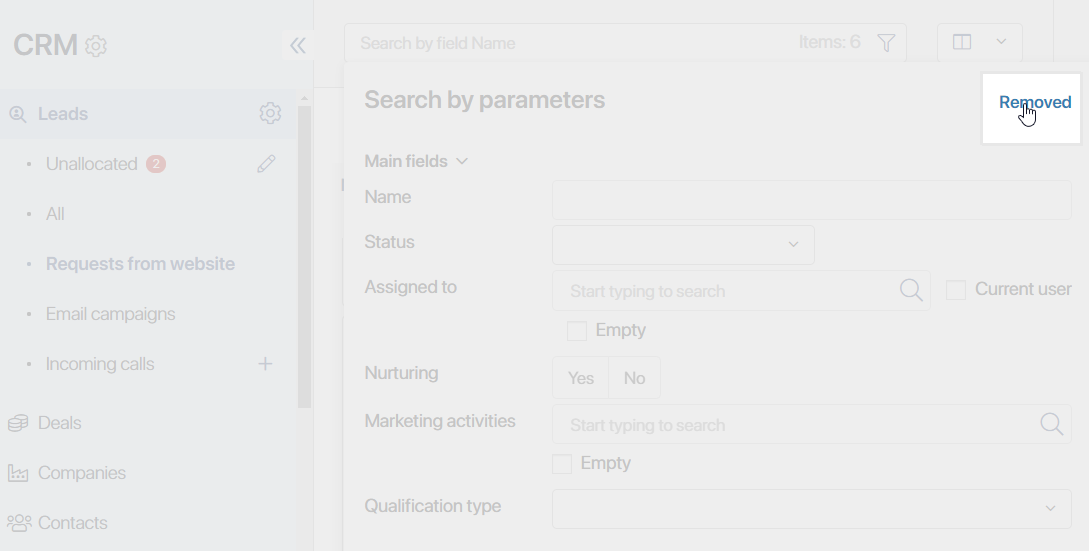 CRM
Search by field Name
Items: 6
Search by parameters
Removed
Leads
Unallocated 2
All
Requests from website
Email campaigns
Incoming calls
Deals
Companies
Contacts
Main fields
Name
Status
Assigned to
Start typing to search
Current user
Empty
Nurturing
Yes
No
Marketing activities
Start typing to search
Empty
Qualification type